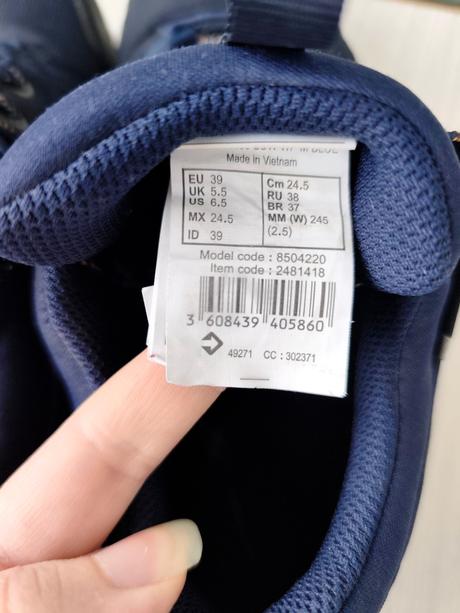 M BLUE
Made in Vietnam
EU 39
UK 5.5
US 6.5
MX 24.5
ID 39
Cm 24.5
RU 38
BR 37
MM (W) 245
(2.5)
Model code : 8504220
Item code : 2481418
3 608439 405860
49271 CC : 302371